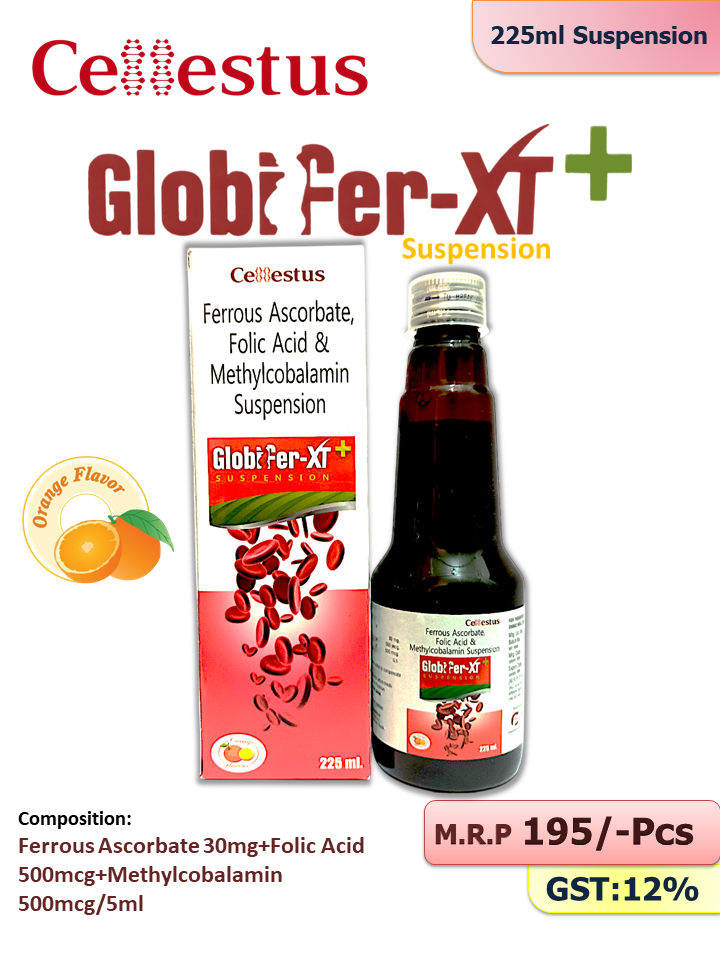 225ml Suspension
Cellestus
Globifer-XT+
Suspension
Cellestus
Ferrous Ascorbate,
Folic Acid &
Methylcobalamin
Suspension
Globifer-XT+
SUSPENSION
225 ml.
Orange Flavor
Cellestus
Ferrous Ascorbate,
Folic Acid &
Methylcobalamin Suspension
Globifer-XT+
SUSPENSION
225 ml.
Composition:
Ferrous Ascorbate 30mg+Folic Acid
500mcg+Methylcobalamin
500mcg/5ml
M.R.P 195/-Pcs
GST:12%